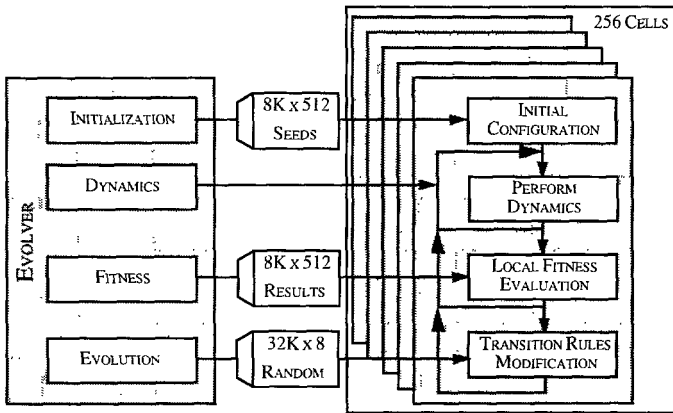 256 CELLS
EVOLVER
INITIALIZATION
8K x 512
SEEDS
INITIAL
CONFIGURATION
DYNAMICS
PERFORM
DYNAMICS
FITNESS
8K x 512
RESULTS
LOCAL FITNESS
EVALUATION
EVOLUTION
32K x 8
RANDOM
TRANSITION RULES
MODIFICATION